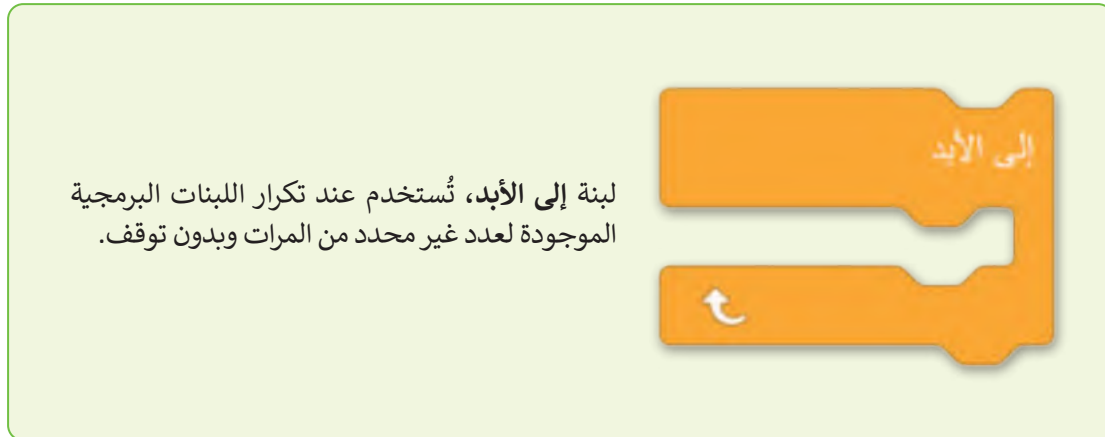 إلى الأبد
لبنة إلى الأبد، تُستخدم عند تكرار اللبنات البرمجية
الموجودة لعدد غير محدد من المرات وبدون توقف.